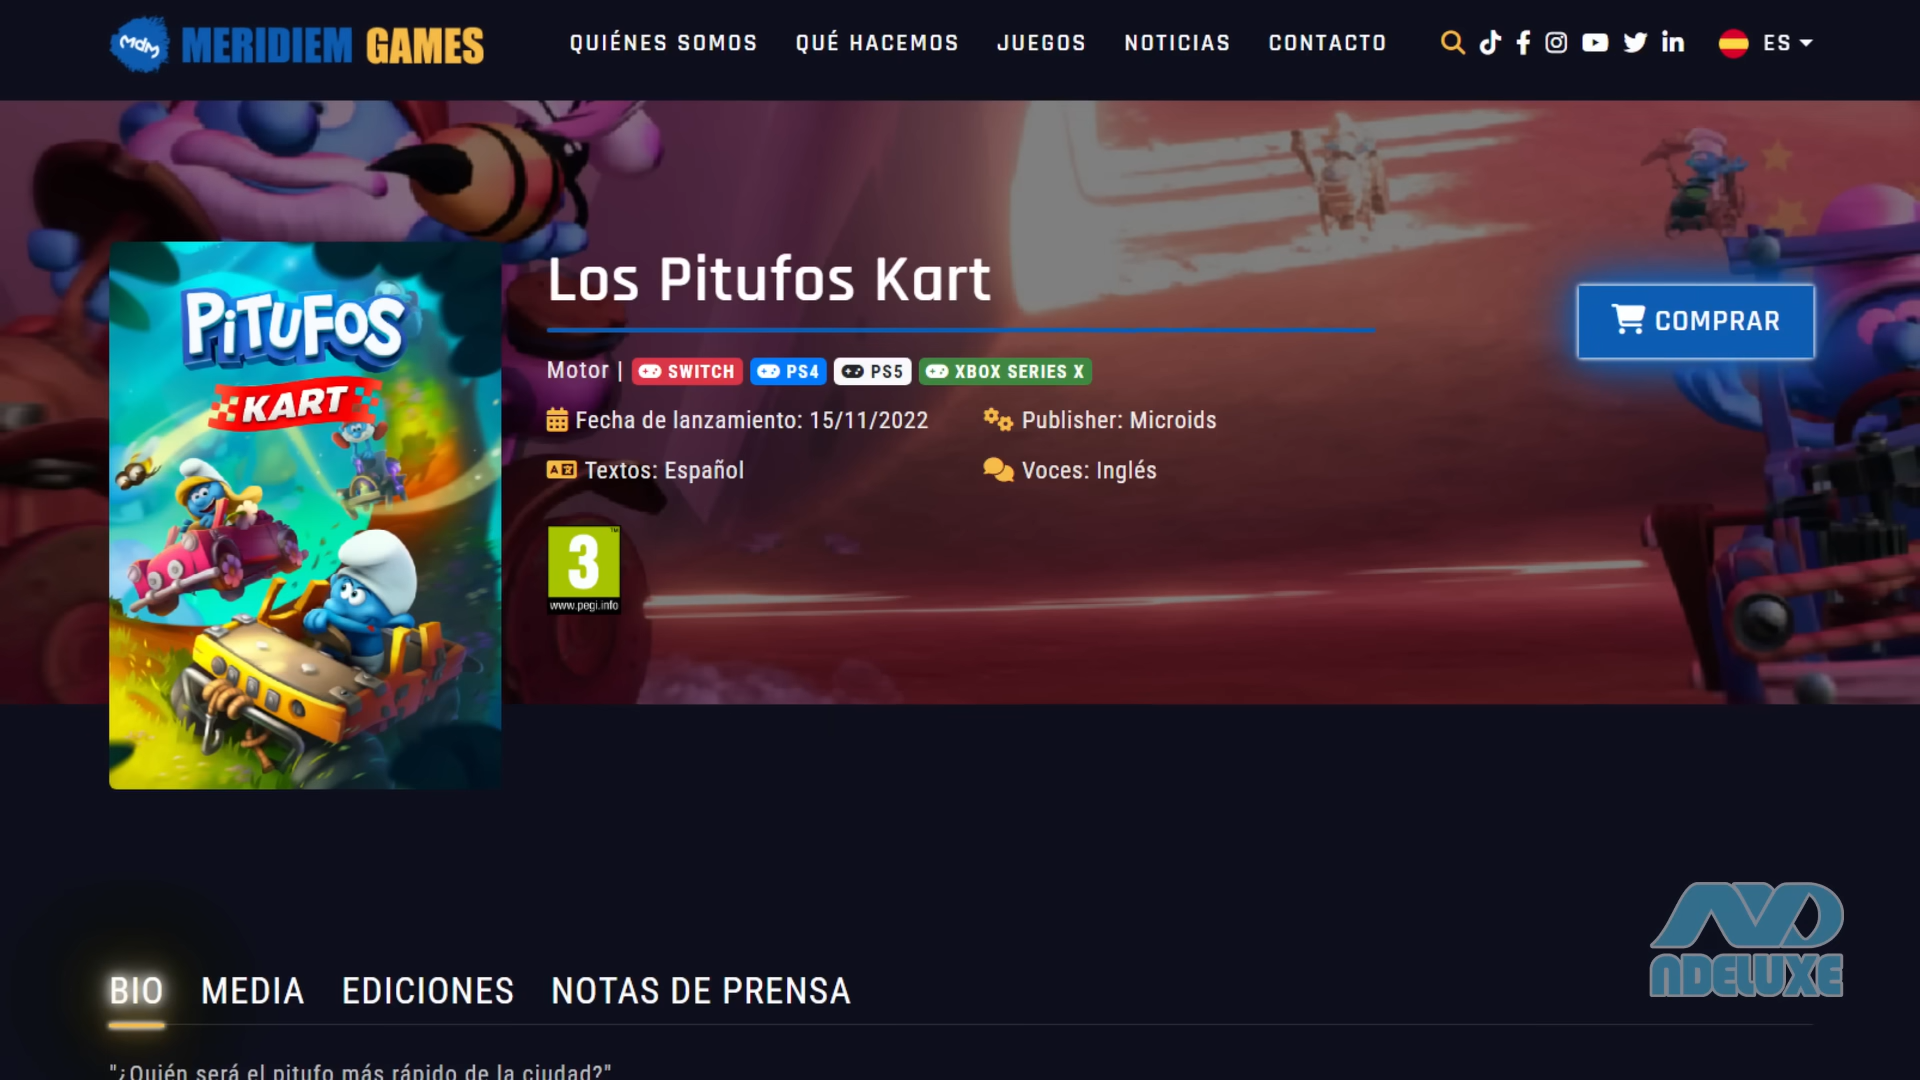 MdM MERIDIEM GAMES
QUIÉNES SOMOS QUÉ HACEMOS JUEGOS NOTICIAS CONTACTO ES
PiTUFOS
KART
Los Pitufos Kart
COMPRAR
Motor | SWITCH PS4 PS5 XBOX SERIES X
Fecha de lanzamiento: 15/11/2022 Publisher: Microids
Textos: Español Voces: Inglés
3
www.pegi.info
NDELUXE
BIO MEDIA EDICIONES NOTAS DE PRENSA
"¿Quién será el pitufo más rápido de la ciudad?"